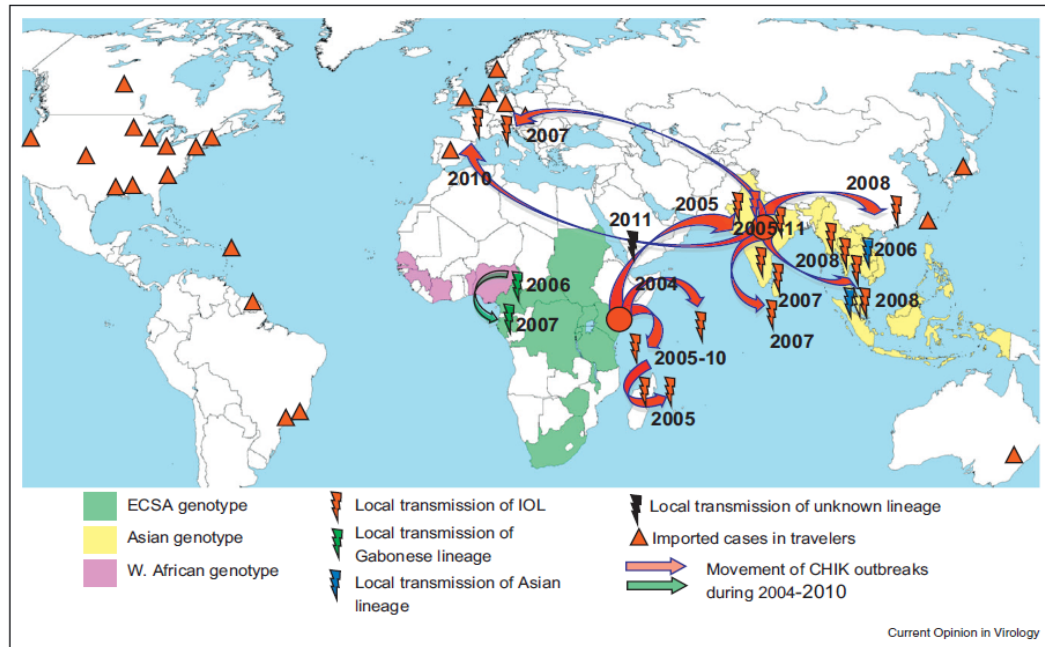 2007
2010
2005
2008
2011
2005-11
2006
2008
2004
2006
2007
2008
2007
2007
2005-10
2005
ECSA genotype
Asian genotype
W. African genotype
Local transmission of IOL
Local transmission of
Gabonese lineage
Local transmission of Asian
lineage
Local transmission of unknown lineage
Imported cases in travelers
Movement of CHIK outbreaks
during 2004-2010
Current Opinion in Virology